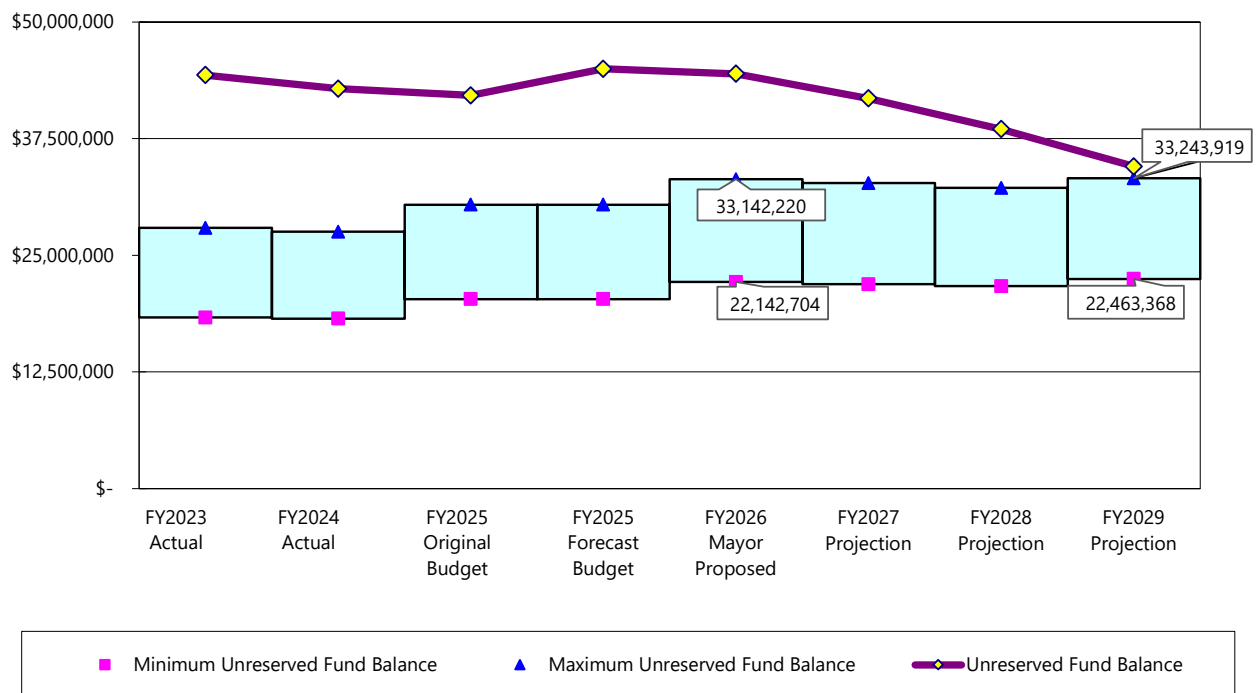 $50,000,000
$37,500,000
$25,000,000
$12,500,000
$-
33,243,919
33,142,220
22,142,704
22,463,368
FY2023
Actual
FY2024
Actual
FY2025
Original
Budget
FY2025
Forecast
Budget
FY2026
Mayor
Proposed
FY2027
Projection
FY2028
Projection
FY2029
Projection
Minimum Unreserved Fund Balance
Maximum Unreserved Fund Balance
Unreserved Fund Balance